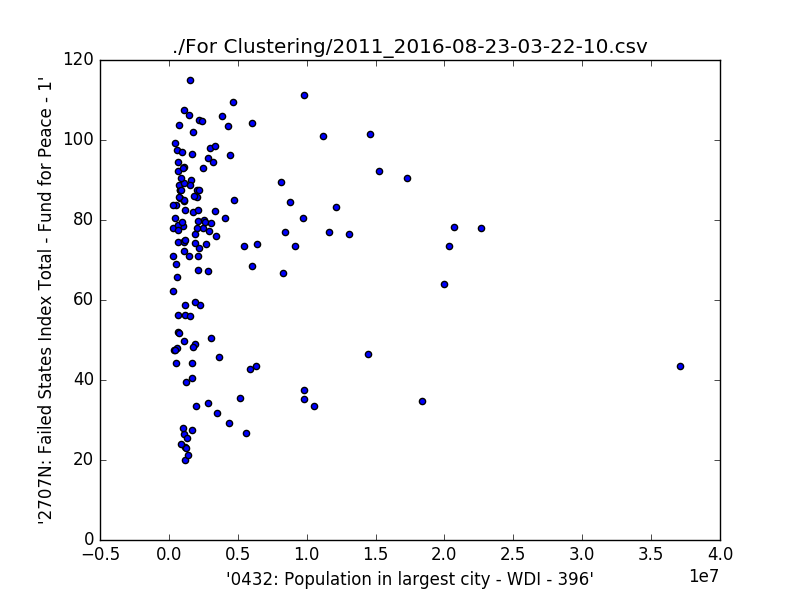 ./For Clustering/2011_2016-08-23-03-22-10.csv
120
100
80
60
40
20
0
'2707N: Failed States Index Total - Fund for Peace - 1'
−0.5 0.0 0.5 1.0 1.5 2.0 2.5 3.0 3.5 4.0
1e7
'0432: Population in largest city - WDI - 396'